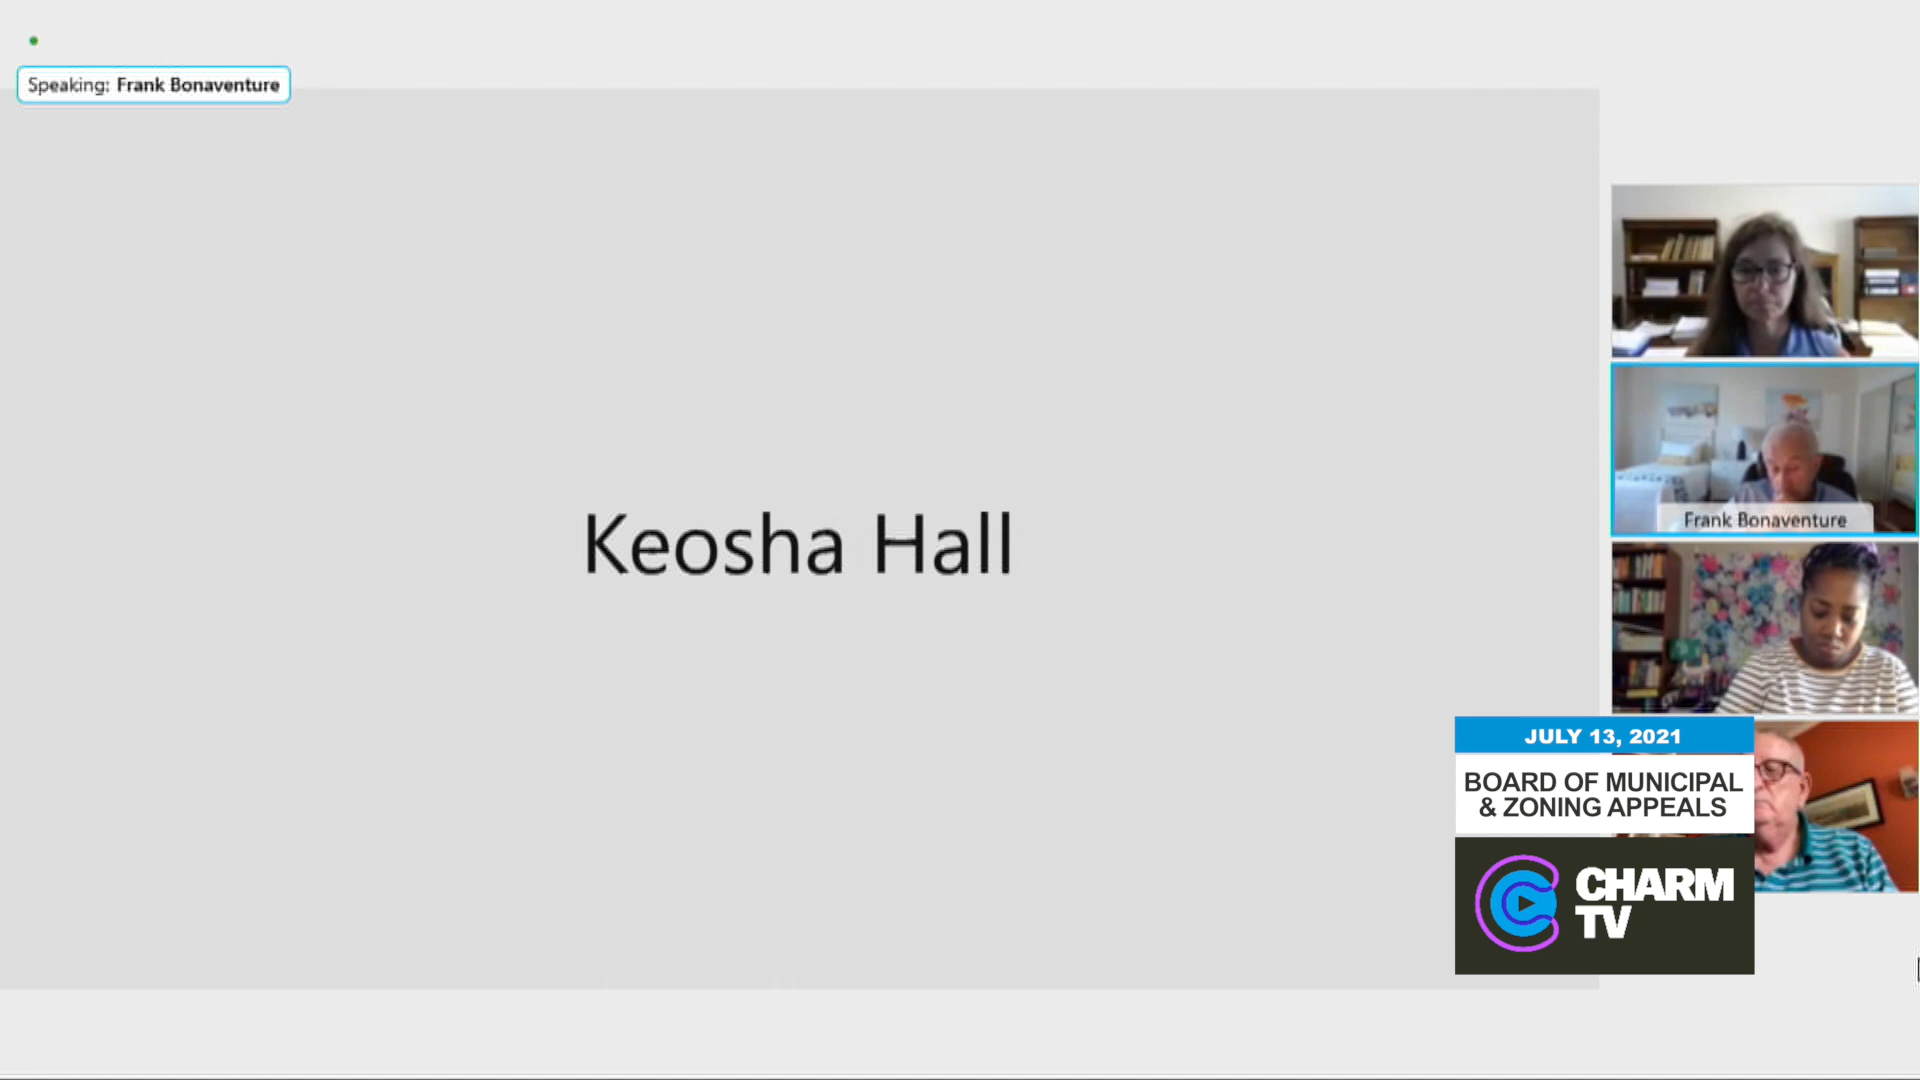 Speaking: Frank Bonaventure
Keosha Hall
Frank Bonaventure
JULY 13, 2021
BOARD OF MUNICIPAL
& ZONING APPEALS
CHARM
TV